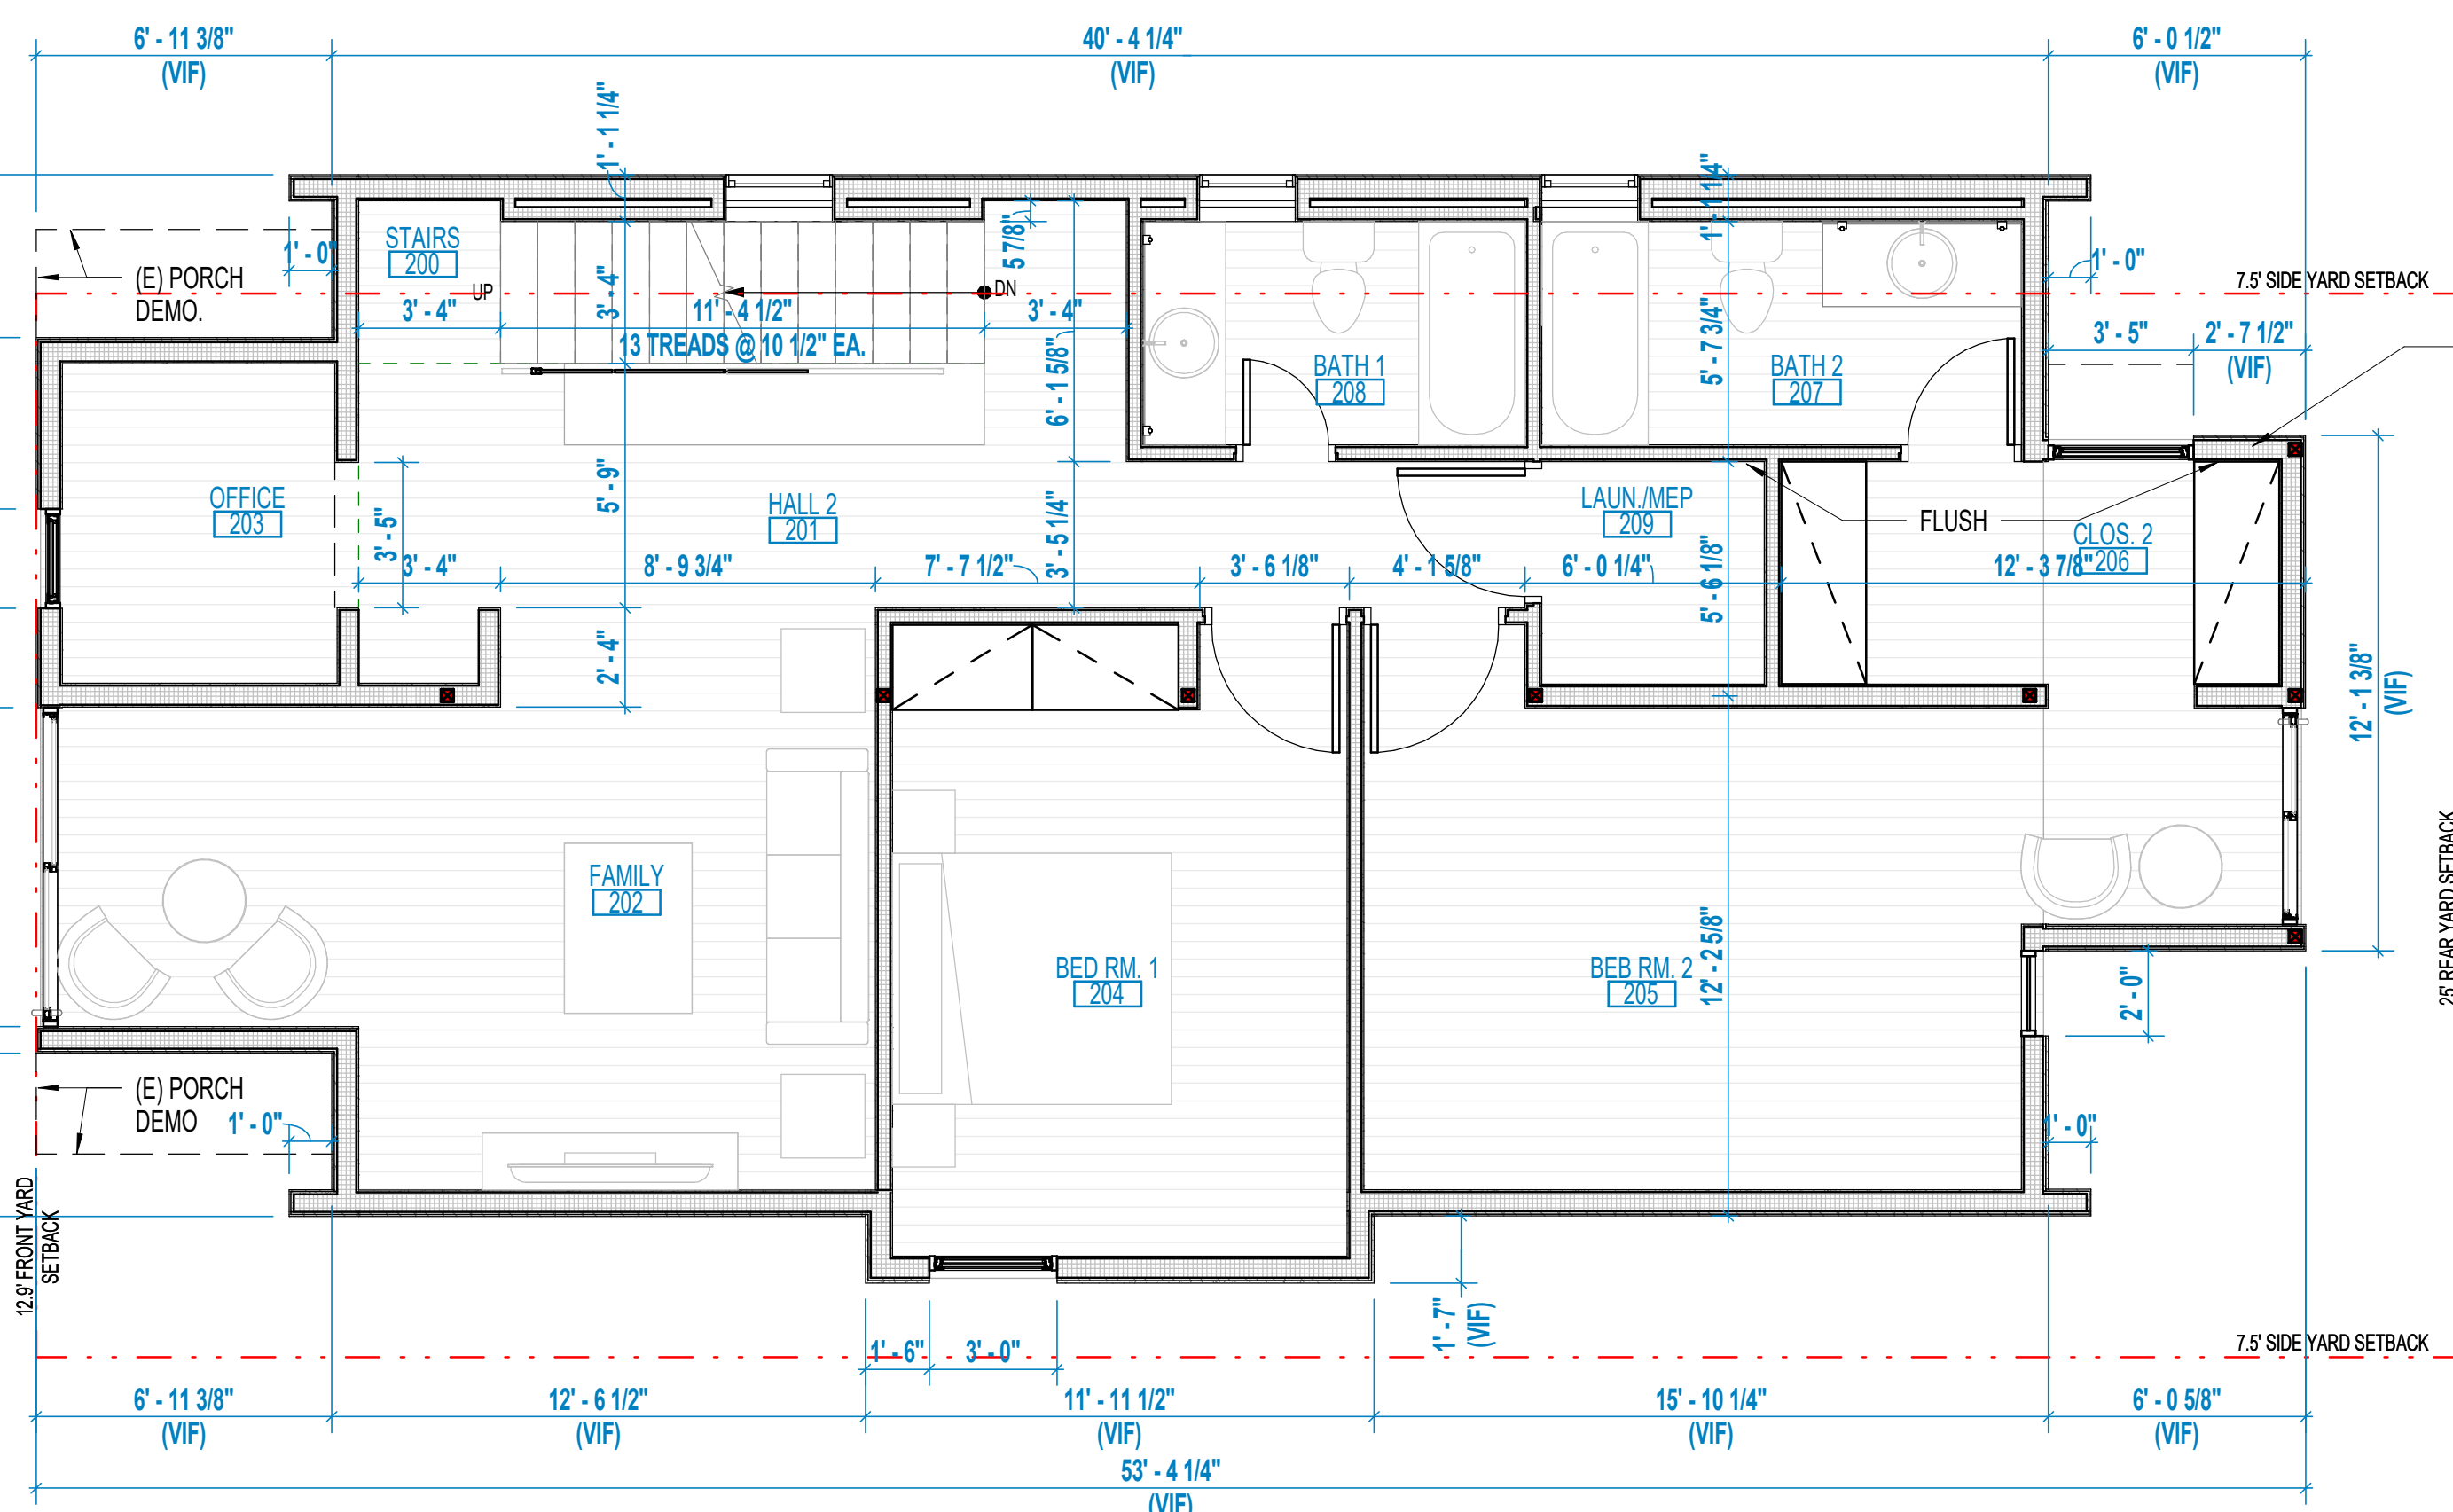 6' - 11 3/8"
(VIF)
40' - 4 1/4"
(VIF)
6' - 0 1/2"
(VIF)
1' - 1 1/4"
1' - 1 1/4"
STAIRS
200
1' - 0"
(E) PORCH
DEMO.
UP
3' - 4"
3' - 4"
11' - 4 1/2"
13 TREADS @ 10 1/2" EA.
DN
5 7/8"
3' - 4"
6' - 1 5/8"
BATH 1
208
5' - 7 3/4"
BATH 2
207
1' - 0"
7.5' SIDE YARD SETBACK
3' - 5"
2' - 7 1/2"
(VIF)
OFFICE
203
3' - 5"
5' - 9"
HALL 2
201
3' - 5 1/4"
LAUN./MEP
209
FLUSH
CLOS. 2
206
3' - 4"
8' - 9 3/4"
7' - 7 1/2"
3' - 6 1/8"
4' - 1 5/8"
6' - 0 1/4"
5' - 6 1/8"
12' - 3 7/8"
2' - 4"
12' - 1 3/8"
(VIF)
FAMILY
202
BED RM. 1
204
BEB RM. 2
205
12' - 2 5/8"
2' - 0"
25' REAR YARD SETBACK
(E) PORCH
DEMO
1' - 0"
1' - 0"
12.9' FRONT YARD
SETBACK
1' - 7"
(VIF)
7.5' SIDE YARD SETBACK
1' - 6"
3' - 0"
6' - 11 3/8"
(VIF)
12' - 6 1/2"
(VIF)
11' - 11 1/2"
(VIF)
15' - 10 1/4"
(VIF)
6' - 0 5/8"
(VIF)
53' - 4 1/4"
(VIF)